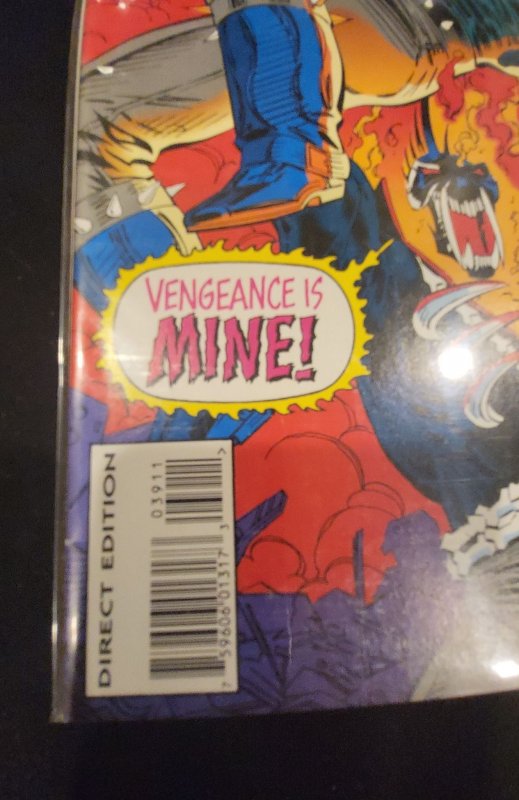 VENGEANCE IS
MINE!
DIRECT EDITION
03911
7 59606 01317 3